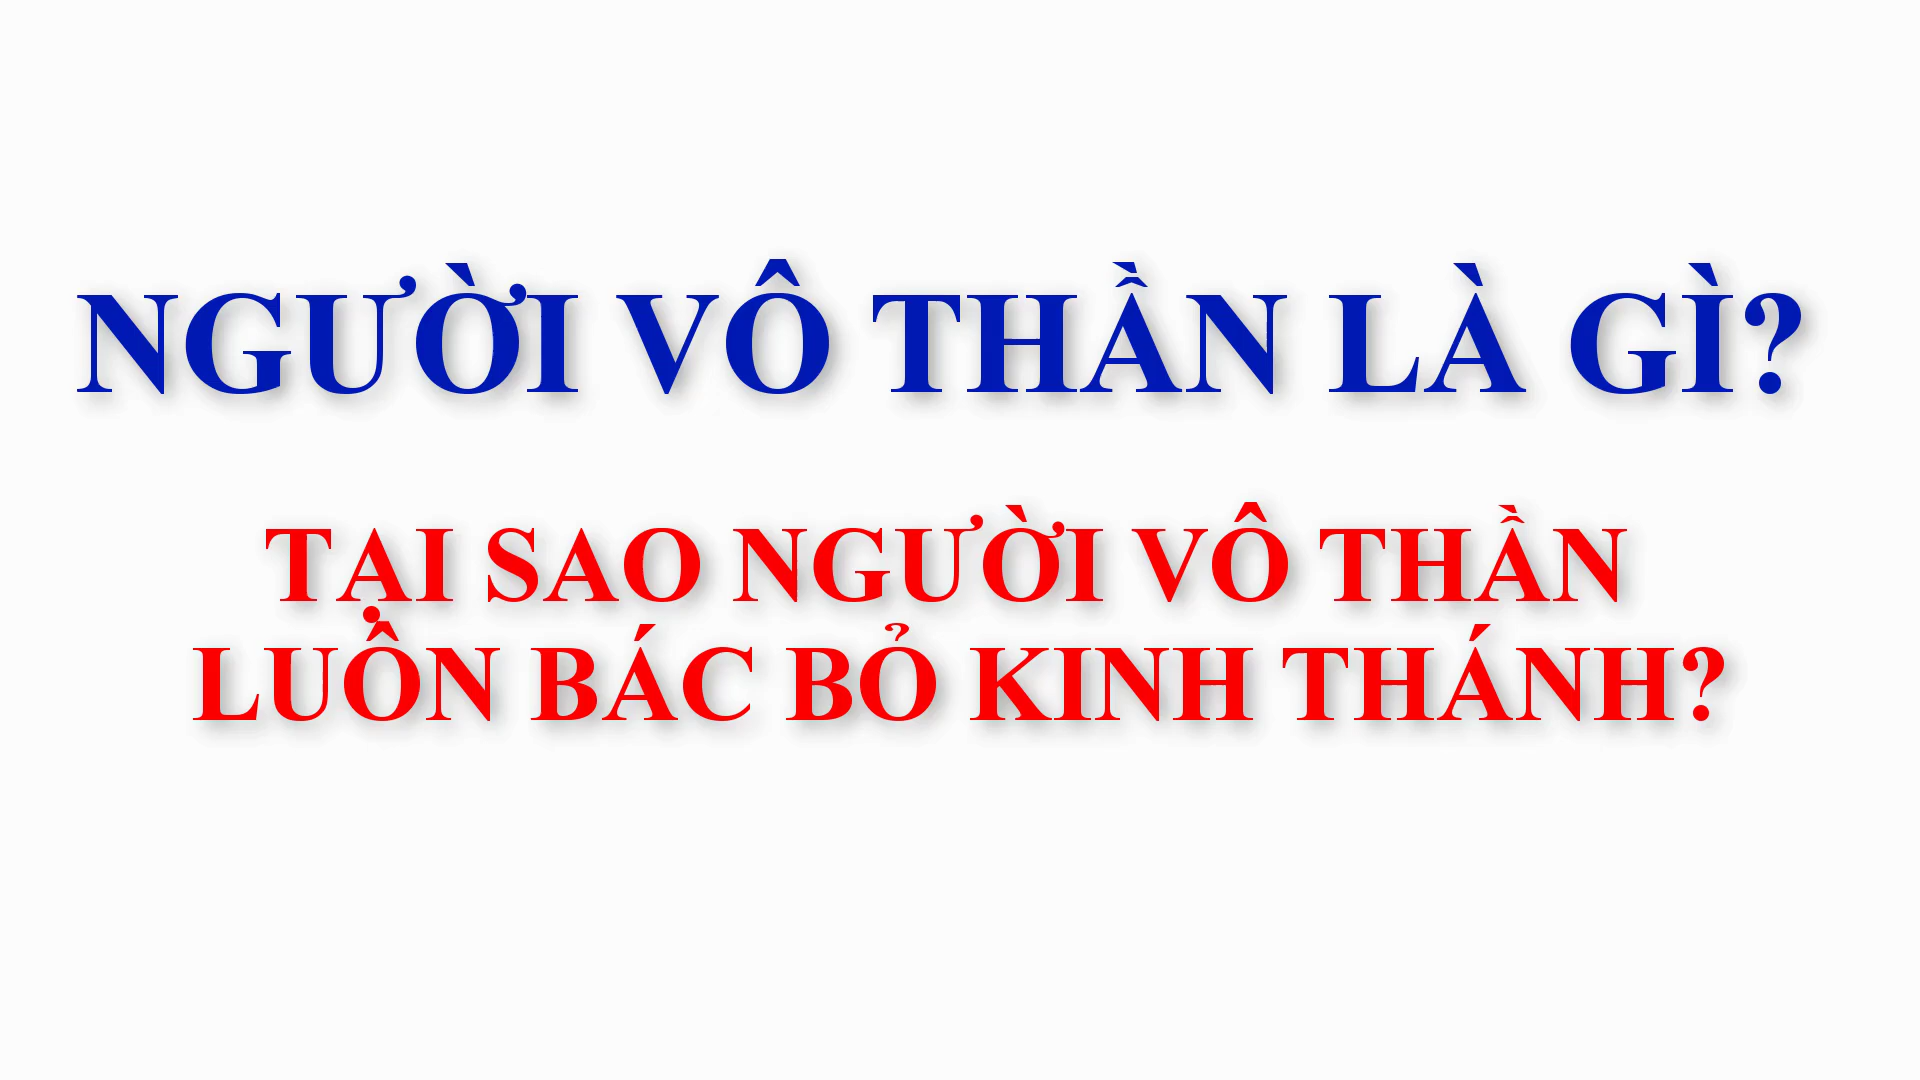 NGƯỜI VÔ THẦN LÀ GÌ?
TẠI SAO NGƯỜI VÔ THẦN
LUÔN BÁC BỎ KINH THÁNH?